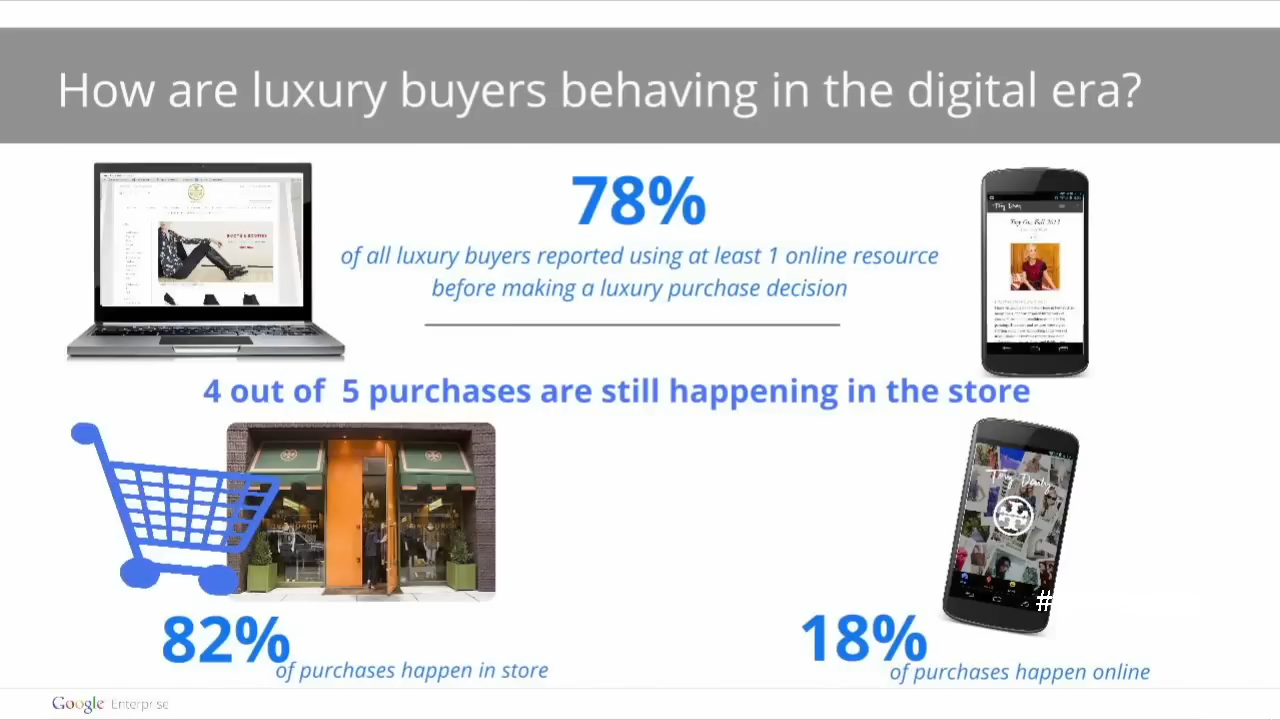 How are luxury buyers behaving in the digital era?
78%
of all luxury buyers reported using at least 1 online resource
before making a luxury purchase decision
4 out of 5 purchases are still happening in the store
82%
of purchases happen in store
18%
of purchases happen online
#
Google Enterprise